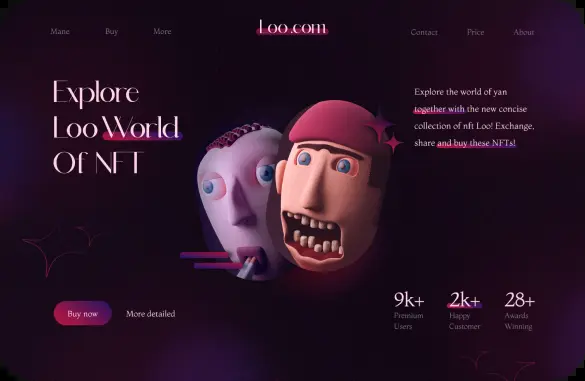 Mane
Buy
More
Loo.com
Contact
Price
About
Explore
Loo World
Of NFT
Explore the world of yan
together with the new concise
collection of nft Loo! Exchange,
share and buy these NFTs!
Buy now
More detailed
9k+
Premium
Users
2k+
Happy
Customer
28+
Awards
Winning